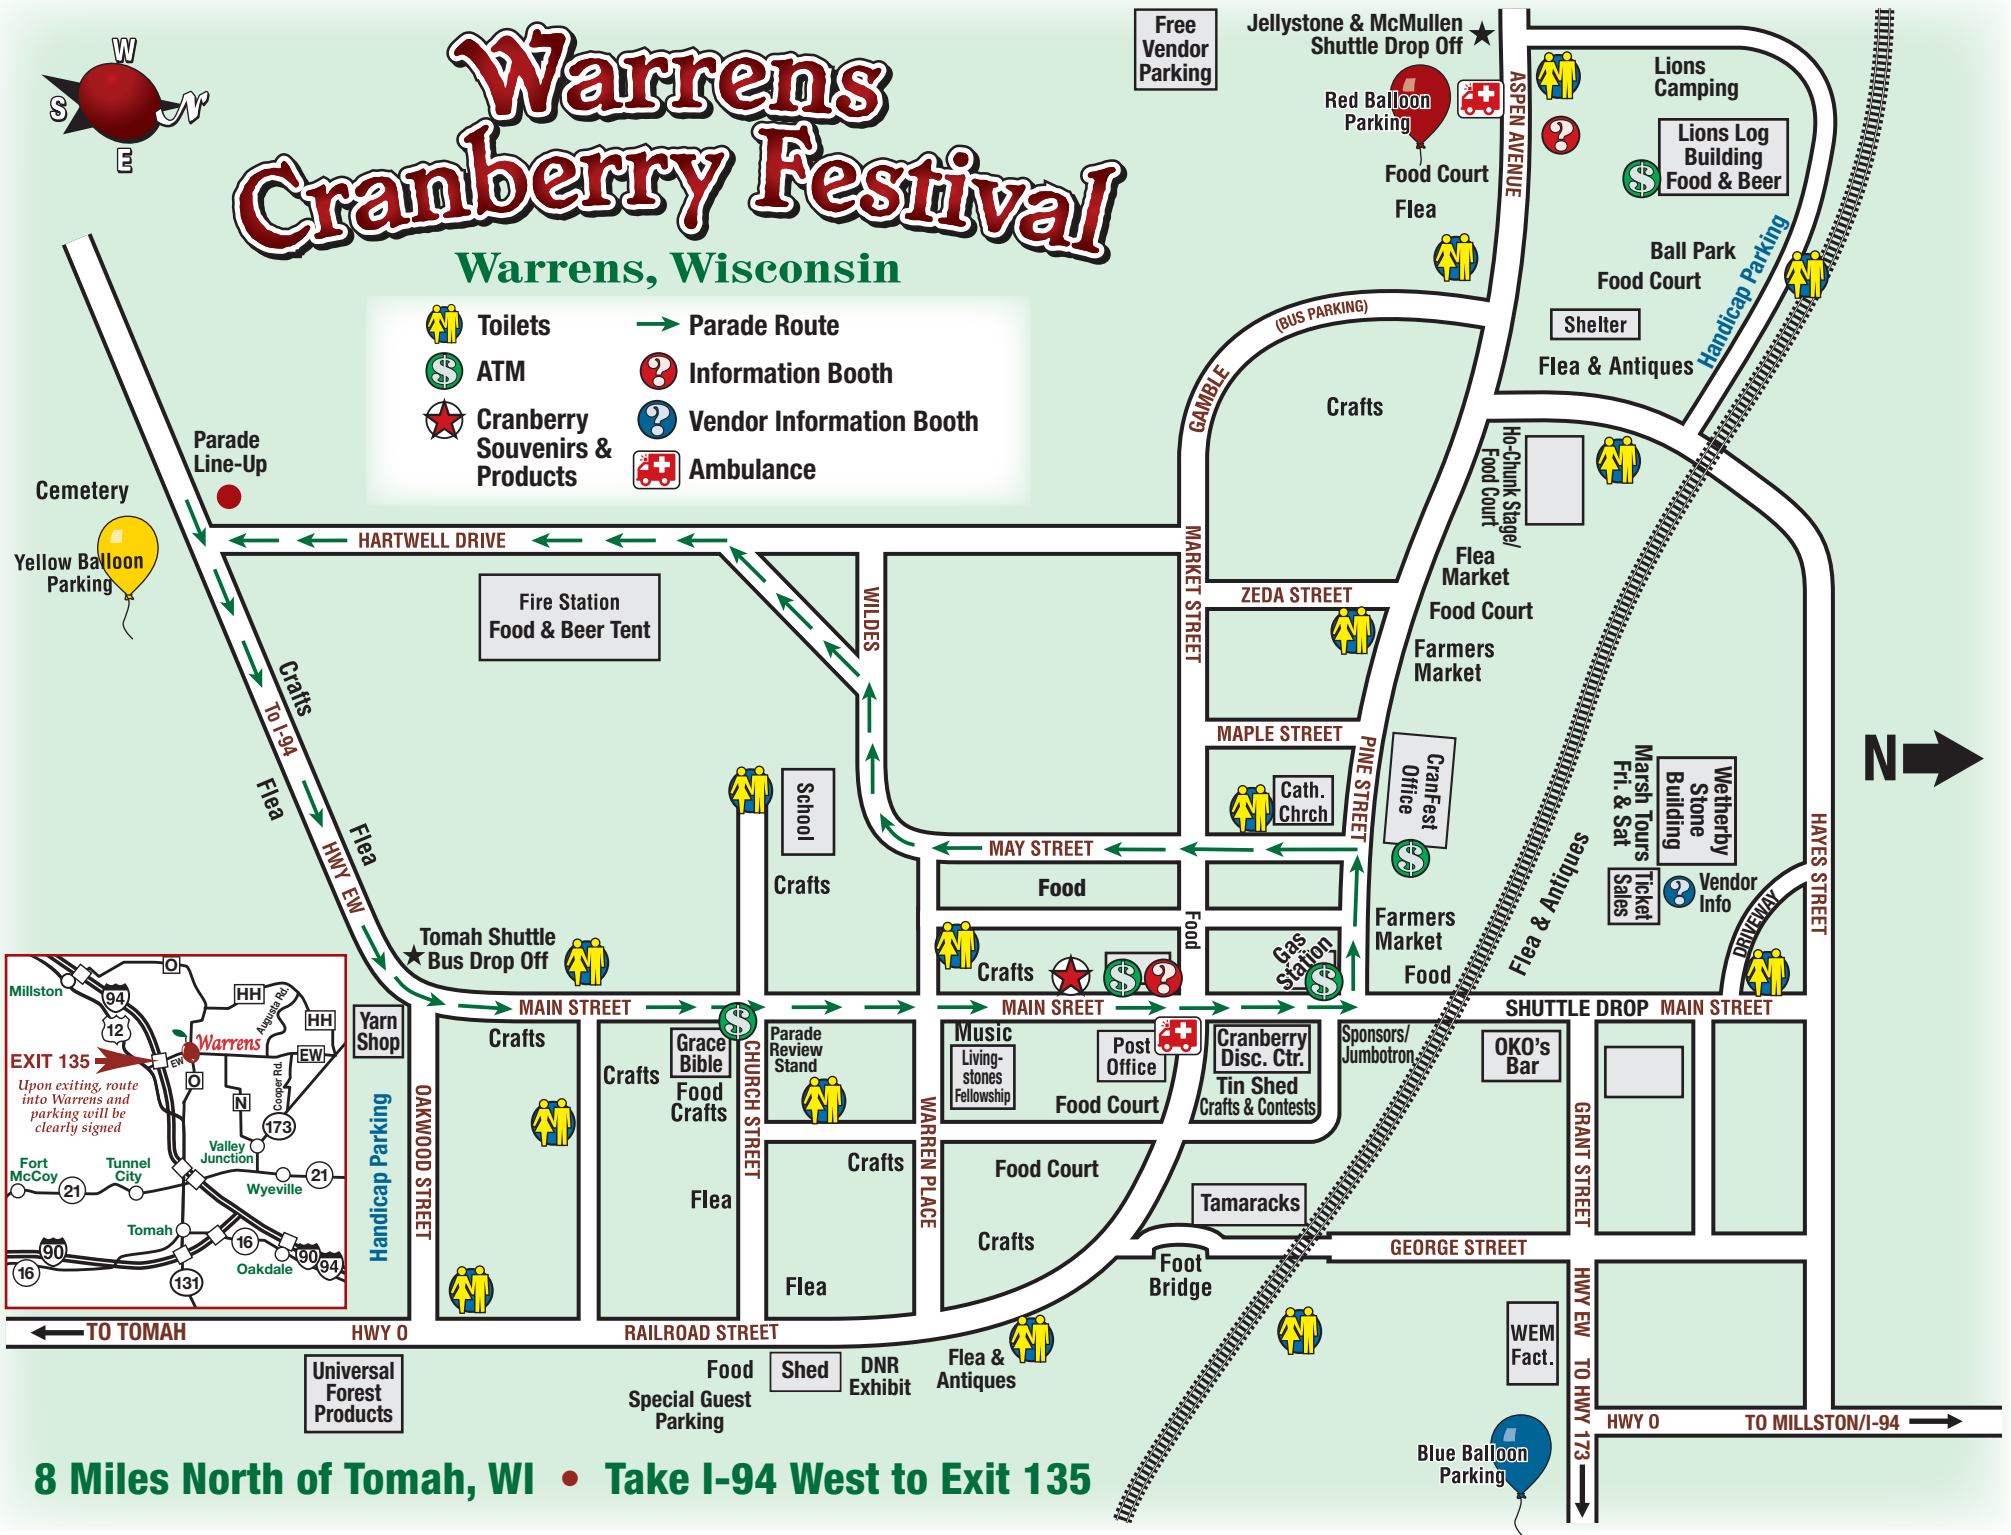 W
S
N
E
Warrens
Cranberry Festival
Warrens, Wisconsin
Toilets
ATM
Cranberry
Souvenirs &
Products
Parade Route
Information Booth
Vendor Information Booth
Ambulance
Free
Vendor
Parking
Jellystone & McMullen
Shuttle Drop Off
Red Balloon
Parking
Food Court
Flea
ASPEN AVENUE
Lions
Camping
Lions Log
Building
Food & Beer
Ball Park
Food Court
Handicap Parking
Shelter
Flea & Antiques
(BUS PARKING)
GAMBLE
Crafts
Ho-Chunk Stage/
Food Court
Flea
Market
Food Court
Farmers
Market
Parade
Line-Up
Cemetery
Yellow Balloon
Parking
HARTWELL DRIVE
Fire Station
Food & Beer Tent
WILDES
MARKET STREET
ZEDA STREET
MAPLE STREET
PINE STREET
Crafts
To I-94
Flea
Flea
HWY EW
School
Crafts
Cath.
Chrch
CranFest
Office
MAY STREET
Food
Food
Farmers
Market
Food
Flea & Antiques
Marsh Tours
Fri. & Sat
Wetherby
Stone
Building
Ticket
Sales
Vendor
Info
DRIVEWAY
HAYES STREET
N
Tomah Shuttle
Bus Drop Off
Crafts
Gas
Station
MAIN STREET
MAIN SREET
SHUTTLE DROP
MAIN STREET
Yarn
Shop
Crafts
Crafts
Grace
Bible
Food
Crafts
Parade
Review
Stand
CHURCH STREET
Music
Living-
stones
Fellowship
Post
Office
Food Court
Cranberry
Disc. Ctr.
Tin Shed
Crafts & Contests
Sponsors/
Jumbotron
OKO's
Bar
GRANT STREET
OAKWOOD STREET
Handicap Parking
WARREN PLACE
Crafts
Flea
Flea
Food Court
Crafts
Tamaracks
Foot
Bridge
GEORGE STREET
HWY EW
TO HWY 173
WEM
Fact.
HWY O
TO MILLSTON/I-94
Blue Balloon
Parking
TO TOMAH
HWY O
RAILROAD STREET
Universal
Forest
Products
Food
Shed
DNR
Exhibit
Special Guest
Parking
Flea &
Antiques
Millston
O
94
12
HH
Augusta Rd.
HH
Warrens
EXIT 135
EW
EW
Upon exiting, route
into Warrens and
parking will be
clearly signed
O
N
Cooper Rd.
173
Valley
Junction
Fort
McCoy
Tunnel
City
21
21
Wyeville
Tomah
16
90
16
Oakdale
90
94
131
8 Miles North of Tomah, WI • Take I-94 West to Exit 135